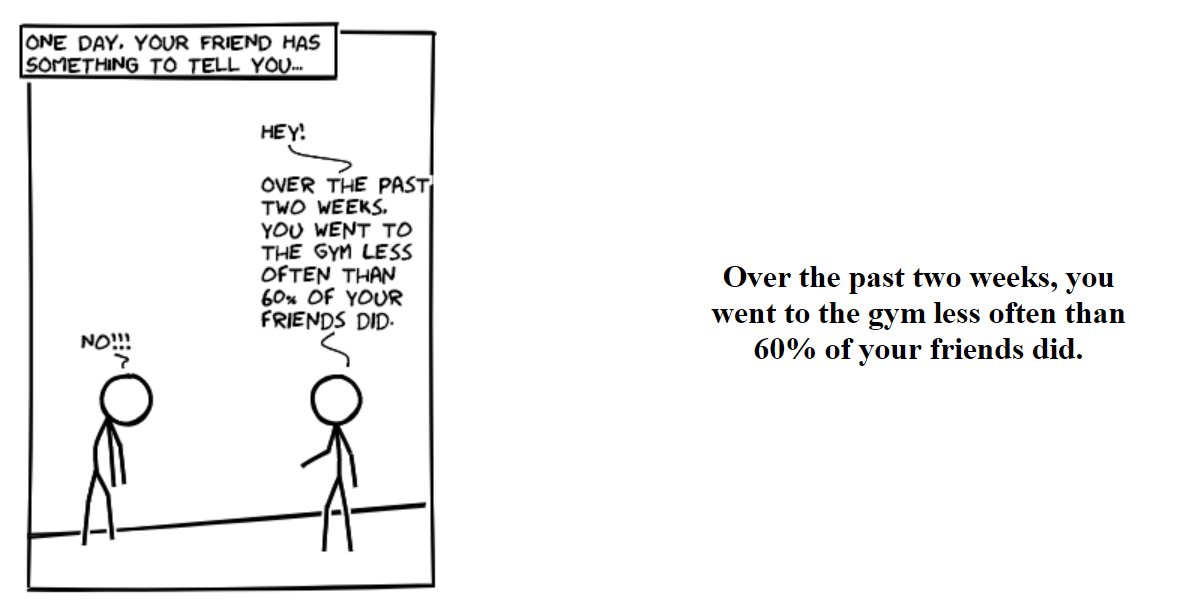 ONE DAY, YOUR FRIEND HAS
SOMETHING TO TELL YOU...
HEY!
OVER THE PAST
TWO WEEKS,
YOU WENT TO
THE GYM LESS
OFTEN THAN
60% OF YOUR
FRIENDS DID.
NO!!!
Over the past two weeks, you
went to the gym less often than
60% of your friends did.